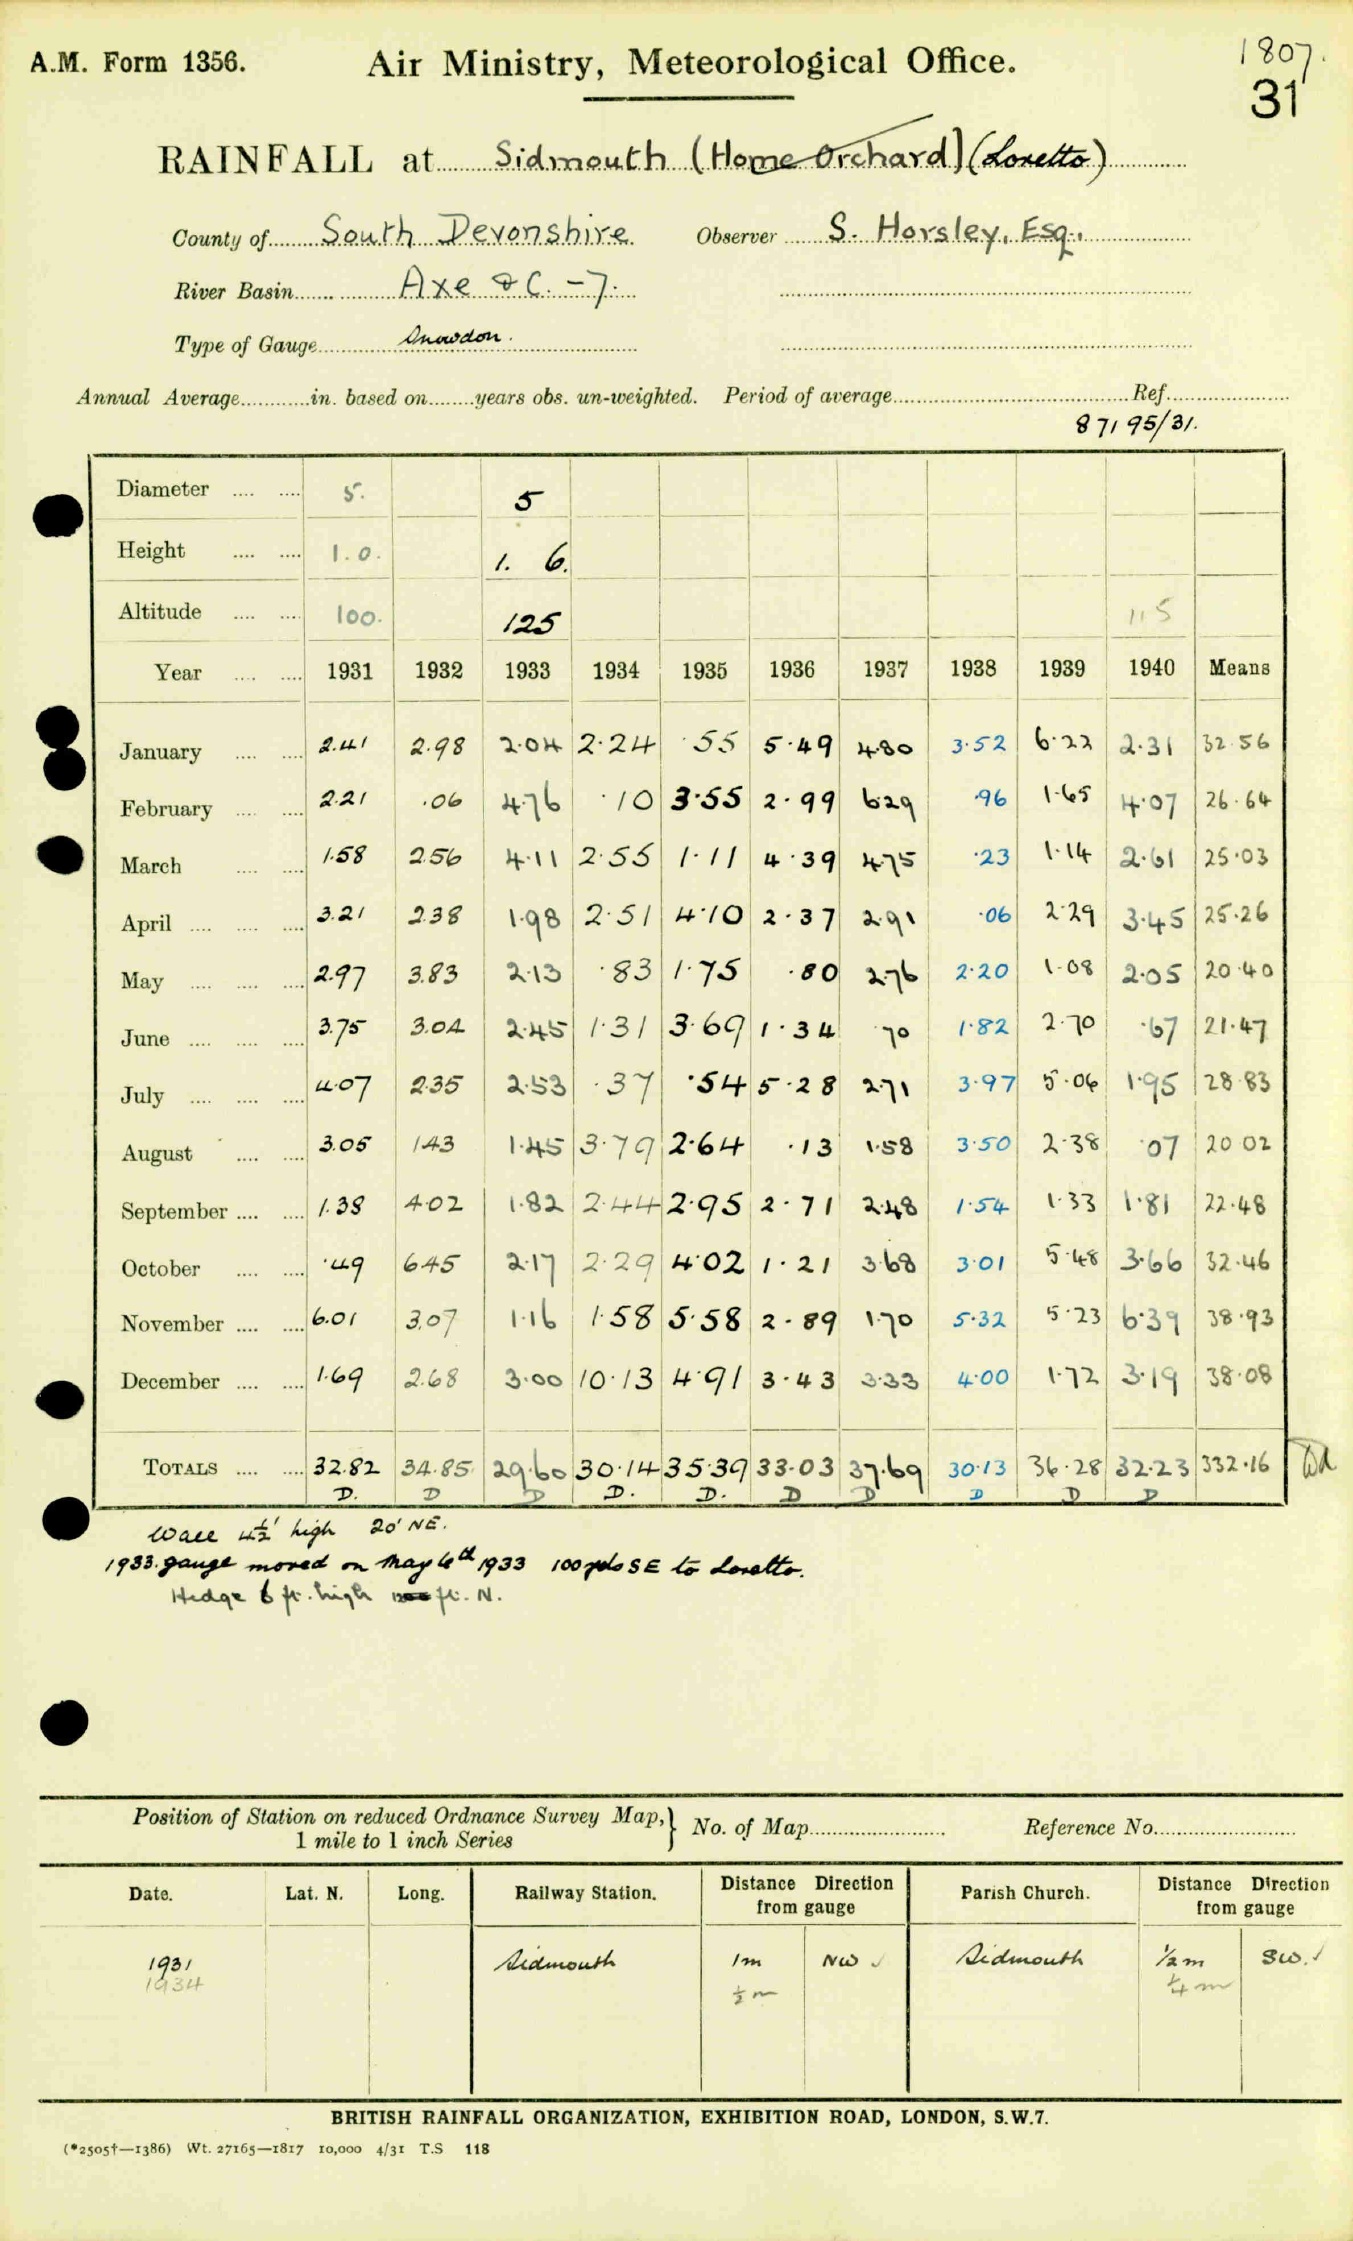 A.M. Form 1356.
Air Ministry, Meteorological Office.
1807.
31
RAINFALL at Sidmouth (Home Orchard) (Loretto)
County of South Devonshire Observer S. Horsley, Esq.,
River Basin Axe & C. - 7.
Type of Gauge Snowdon.
Annual Average in. based on years obs. un-weighted. Period of average Ref.
87195/31.
Diameter 5. 5
Height 1.0. 1. 6.
Altitude 100. 125 115
Year 1931 1932 1933 1934 1935 1936 1937 1938 1939 1940 Means
January 2.41 2.98 2.04 2.24 .55 5.49 4.80 3.52 6.22 2.31 32.56
February 2.21 .06 4.76 .10 3.55 2.99 6.29 .96 1.65 4.07 26.64
March 1.58 2.56 4.11 2.55 1.11 4.39 4.75 .23 1.14 2.61 25.03
April 3.21 2.38 1.98 2.51 4.10 2.37 2.91 .06 2.29 3.45 25.26
May 2.97 3.83 2.13 .83 1.75 .80 2.76 2.20 1.08 2.05 20.40
June 3.75 3.04 2.45 1.31 3.69 1.34 .70 1.82 2.70 .67 21.47
July 4.07 2.35 2.53 .37 .54 5.28 2.71 3.97 5.06 1.95 28.83
August 3.05 1.43 1.45 3.79 2.64 .13 1.58 3.50 2.38 .07 20.02
September 1.38 4.02 1.82 2.44 2.95 2.71 2.48 1.54 1.33 1.81 22.48
October .49 6.45 2.17 2.29 4.02 1.21 3.68 3.01 5.48 3.66 32.46
November 6.01 3.07 1.16 1.58 5.58 2.89 1.70 5.32 5.23 6.39 38.93
December 1.69 2.68 3.00 10.13 4.91 3.43 3.33 4.00 1.72 3.19 38.08
TOTALS 32.82 34.85 29.60 30.14 35.39 33.03 37.69 30.13 36.28 32.23 332.16
D. D D D. D. D D D D D
Wall 4½' high 20' NE.
1933. gauge moved on May 6th 1933 100 yds SE to Loretto.
Hedge 6 ft. high ft. N.
Position of Station on reduced Ordnance Survey Map, 1 mile to 1 inch Series } No. of Map Reference No.
Date. Lat. N. Long. Railway Station. Distance Direction from gauge Parish Church. Distance Direction from gauge
1931 Sidmouth 1m NW ✓ Sidmouth ½ m SW. ✓
1934 ½ m ¼ m
BRITISH RAINFALL ORGANIZATION, EXHIBITION ROAD, LONDON, S.W.7.
(*2505†—1386) Wt. 27165—1817 10,000 4/31 T.S 118